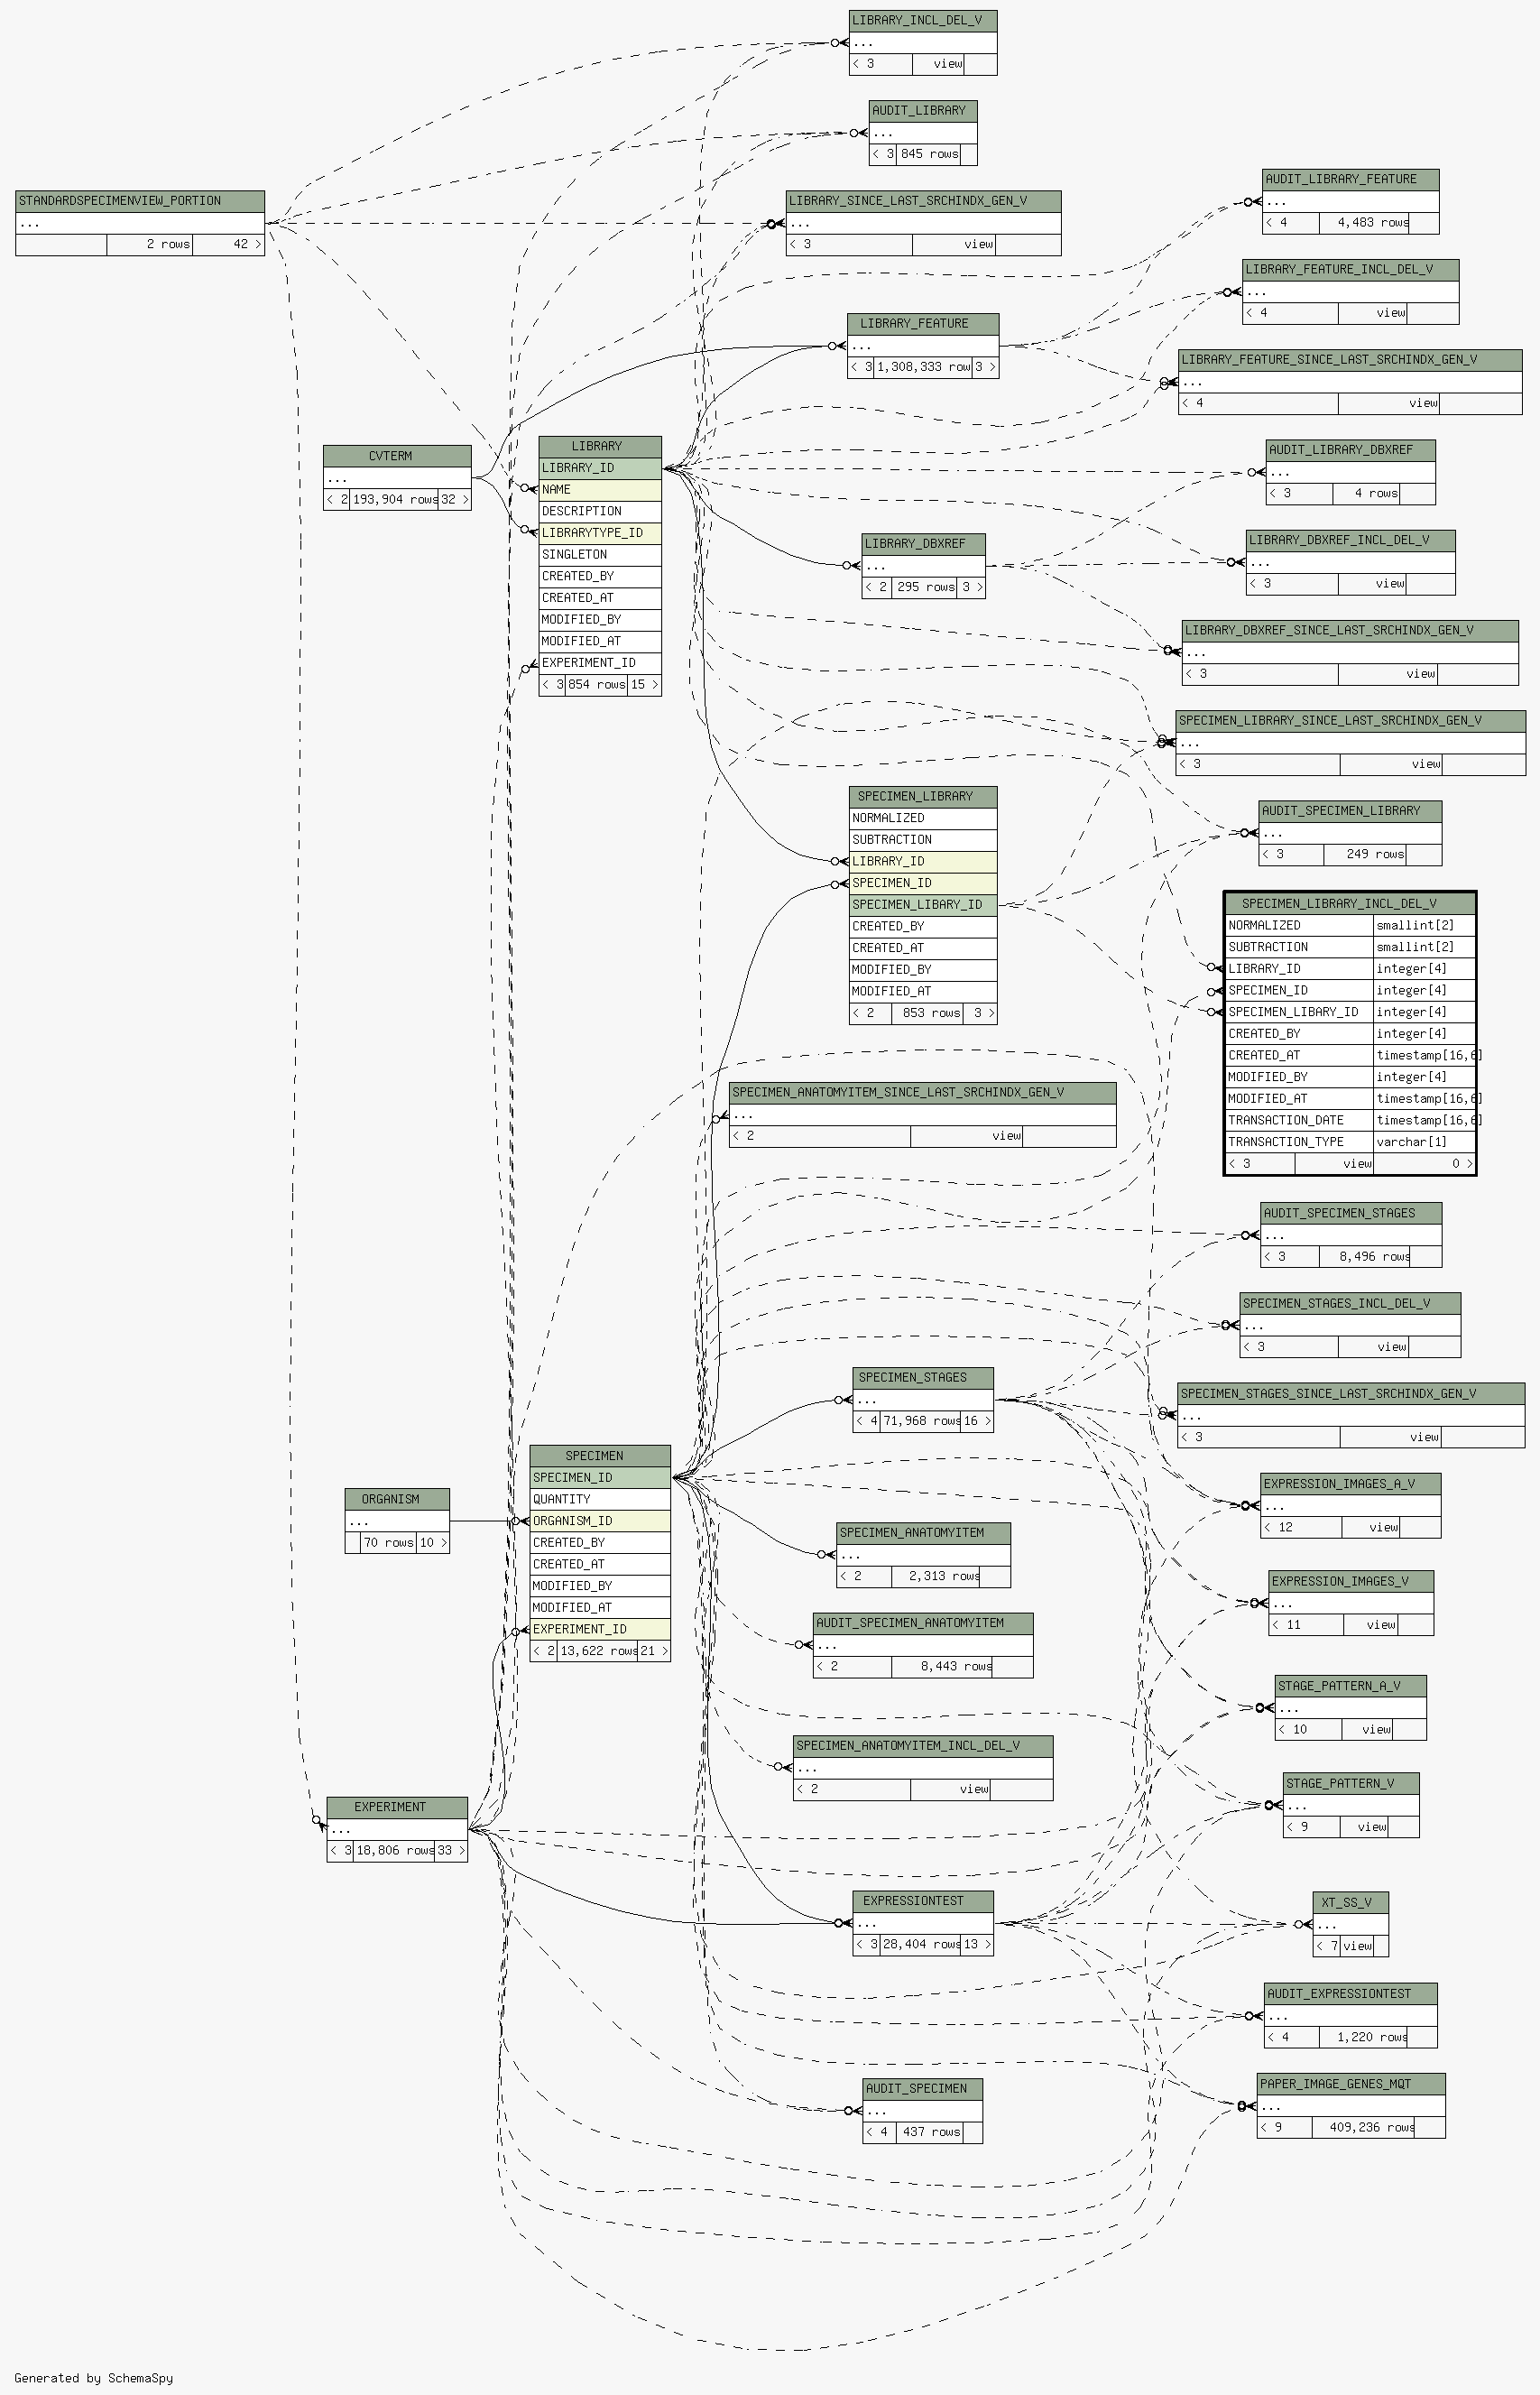 LIBRARY_INCL_DEL_V
...
< 3 view
AUDIT_LIBRARY
...
< 3 845 rows
STANDARDSPECIMENVIEW_PORTION
...
2 rows 42 >
LIBRARY_SINCE_LAST_SRCHINDX_GEN_V
...
< 3 view
AUDIT_LIBRARY_FEATURE
...
< 4 4,483 rows
LIBRARY_FEATURE_INCL_DEL_V
...
< 4 view
LIBRARY_FEATURE
...
< 3 1,308,333 row 3 >
LIBRARY_FEATURE_SINCE_LAST_SRCHINDX_GEN_V
...
< 4 view
CVTERM
...
< 2 193,904 rows 32 >
LIBRARY
LIBRARY_ID
NAME
DESCRIPTION
LIBRARYTYPE_ID
SINGLETON
CREATED_BY
CREATED_AT
MODIFIED_BY
MODIFIED_AT
EXPERIMENT_ID
< 3 854 rows 15 >
AUDIT_LIBRARY_DBXREF
...
< 3 4 rows
LIBRARY_DBXREF
...
< 2 295 rows 3 >
LIBRARY_DBXREF_INCL_DEL_V
...
< 3 view
LIBRARY_DBXREF_SINCE_LAST_SRCHINDX_GEN_V
...
< 3 view
SPECIMEN_LIBRARY_SINCE_LAST_SRCHINDX_GEN_V
...
< 3 view
SPECIMEN_LIBRARY
NORMALIZED
SUBTRACTION
LIBRARY_ID
SPECIMEN_ID
SPECIMEN_LIBARY_ID
CREATED_BY
CREATED_AT
MODIFIED_BY
MODIFIED_AT
< 2 853 rows 3 >
AUDIT_SPECIMEN_LIBRARY
...
< 3 249 rows
SPECIMEN_LIBRARY_INCL_DEL_V
NORMALIZED smallint[2]
SUBTRACTION smallint[2]
LIBRARY_ID integer[4]
SPECIMEN_ID integer[4]
SPECIMEN_LIBARY_ID integer[4]
CREATED_BY integer[4]
CREATED_AT timestamp[16,6]
MODIFIED_BY integer[4]
MODIFIED_AT timestamp[16,6]
TRANSACTION_DATE timestamp[16,6]
TRANSACTION_TYPE varchar[1]
< 3 view 0 >
SPECIMEN_ANATOMYITEM_SINCE_LAST_SRCHINDX_GEN_V
...
< 2 view
AUDIT_SPECIMEN_STAGES
...
< 3 8,496 rows
SPECIMEN_STAGES_INCL_DEL_V
...
< 3 view
SPECIMEN_STAGES
...
< 4 71,968 rows 16 >
SPECIMEN_STAGES_SINCE_LAST_SRCHINDX_GEN_V
...
< 3 view
SPECIMEN
SPECIMEN_ID
QUANTITY
ORGANISM_ID
CREATED_BY
CREATED_AT
MODIFIED_BY
MODIFIED_AT
EXPERIMENT_ID
< 2 13,622 rows 21 >
ORGANISM
...
70 rows 10 >
EXPRESSION_IMAGES_A_V
...
< 12 view
SPECIMEN_ANATOMYITEM
...
< 2 2,313 rows
EXPRESSION_IMAGES_V
...
< 11 view
AUDIT_SPECIMEN_ANATOMYITEM
...
< 2 8,443 rows
STAGE_PATTERN_A_V
...
< 10 view
SPECIMEN_ANATOMYITEM_INCL_DEL_V
...
< 2 view
STAGE_PATTERN_V
...
< 9 view
EXPERIMENT
...
< 3 18,806 rows 33 >
EXPRESSIONTEST
...
< 3 28,404 rows 13 >
XT_SS_V
...
< 7 view
AUDIT_EXPRESSIONTEST
...
< 4 1,220 rows
AUDIT_SPECIMEN
...
< 4 437 rows
PAPER_IMAGE_GENES_MQT
...
< 9 409,236 rows
Generated by SchemaSpy